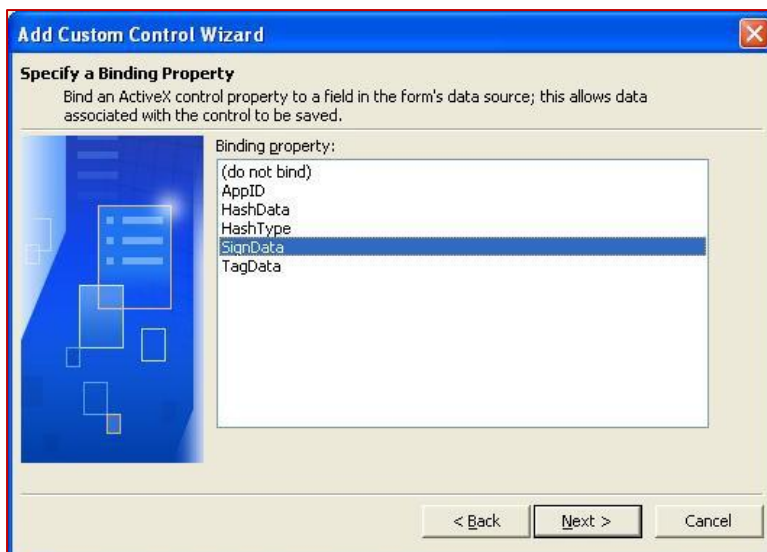 Add Custom Control Wizard
Specify a Binding Property
Bind an ActiveX control property to a field in the form's data source; this allows data
associated with the control to be saved.
Binding property:
(do not bind)
AppID
HashData
HashType
SignData
TagData
< Back
Next >
Cancel